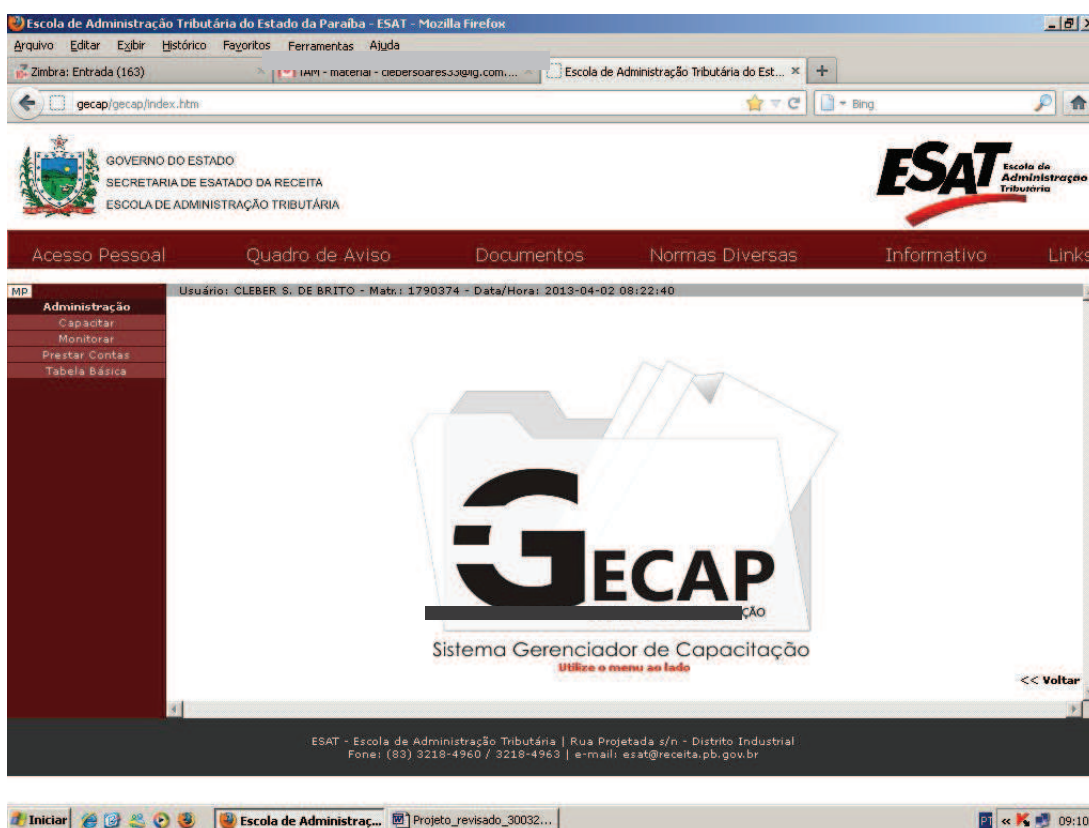 Escola de Administração Tributária do Estado da Paraíba - ESAT - Mozilla Firefox
Arquivo Editar Exibir Histórico Favoritos Ferramentas Ajuda
Zimbra: Entrada (163)
Escola de Administração Tributária do Est...
gecap/gecap/index.htm
Bing
GOVERNO DO ESTADO
SECRETARIA DE ESATADO DA RECEITA
ESCOLA DE ADMINISTRAÇÃO TRIBUTÁRIA
ESAT Escola de
Administração
Tributária
Acesso Pessoal Quadro de Aviso Documentos Normas Diversas Informativo Links
MP
Usuário: CLEBER S. DE BRITO - Matr.: 1790374 - Data/Hora: 2013-04-02 08:22:40
Administração
Capacitar
Monitorar
Prestar Contas
Tabela Básica
GECAP
ÇÃO
Sistema Gerenciador de Capacitação
Utilize o menu ao lado
<< Voltar
ESAT - Escola de Administração Tributária | Rua Projetada s/n - Distrito Industrial
Fone: (83) 3218-4960 / 3218-4963 | e-mail: esat@receita.pb.gov.br
Iniciar Escola de Administraç... Projeto_revisado_30032... PT « 09:10